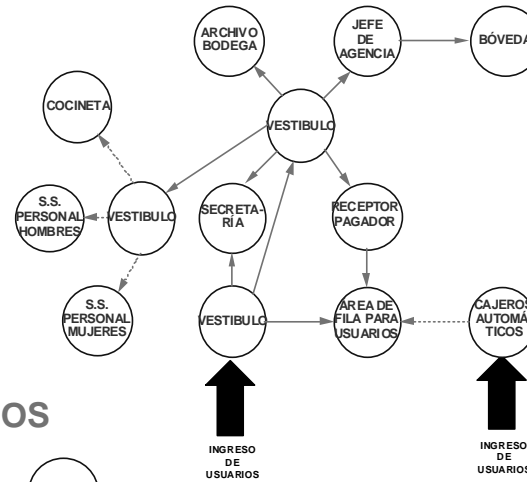 ARCHIVO
BODEGA
JEFE
DE
AGENCIA
BÓVEDA
COCINETA
VESTIBULO
S.S.
PERSONAL
HOMBRES
VESTIBULO
SECRETA-
RÍA
RECEPTOR
PAGADOR
S.S.
PERSONAL
MUJERES
VESTIBULO
AREA DE
FILA PARA
USUARIOS
CAJEROS
AUTOMÁ-
TICOS
OS
INGRESO
DE
USUARIOS
INGRESO
DE
USUARIOS